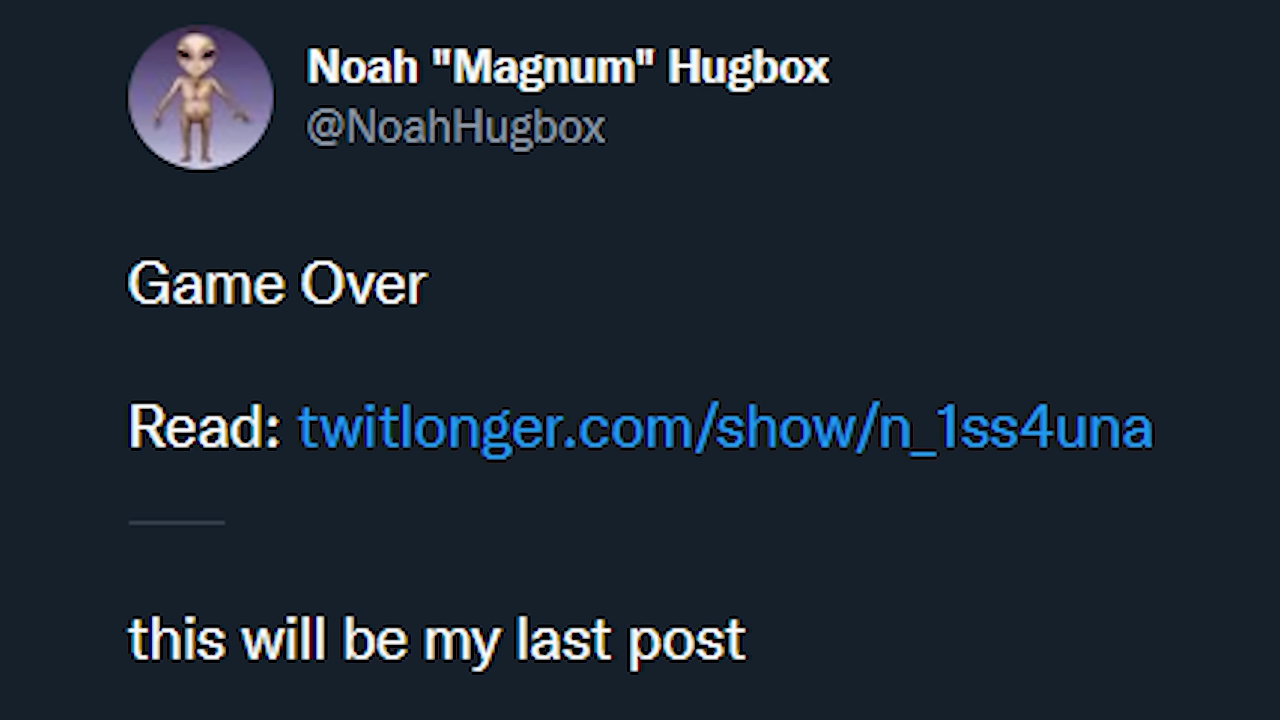 Noah "Magnum" Hugbox
@NoahHugbox
Game Over
Read: twitlonger.com/show/n_1ss4una
this will be my last post